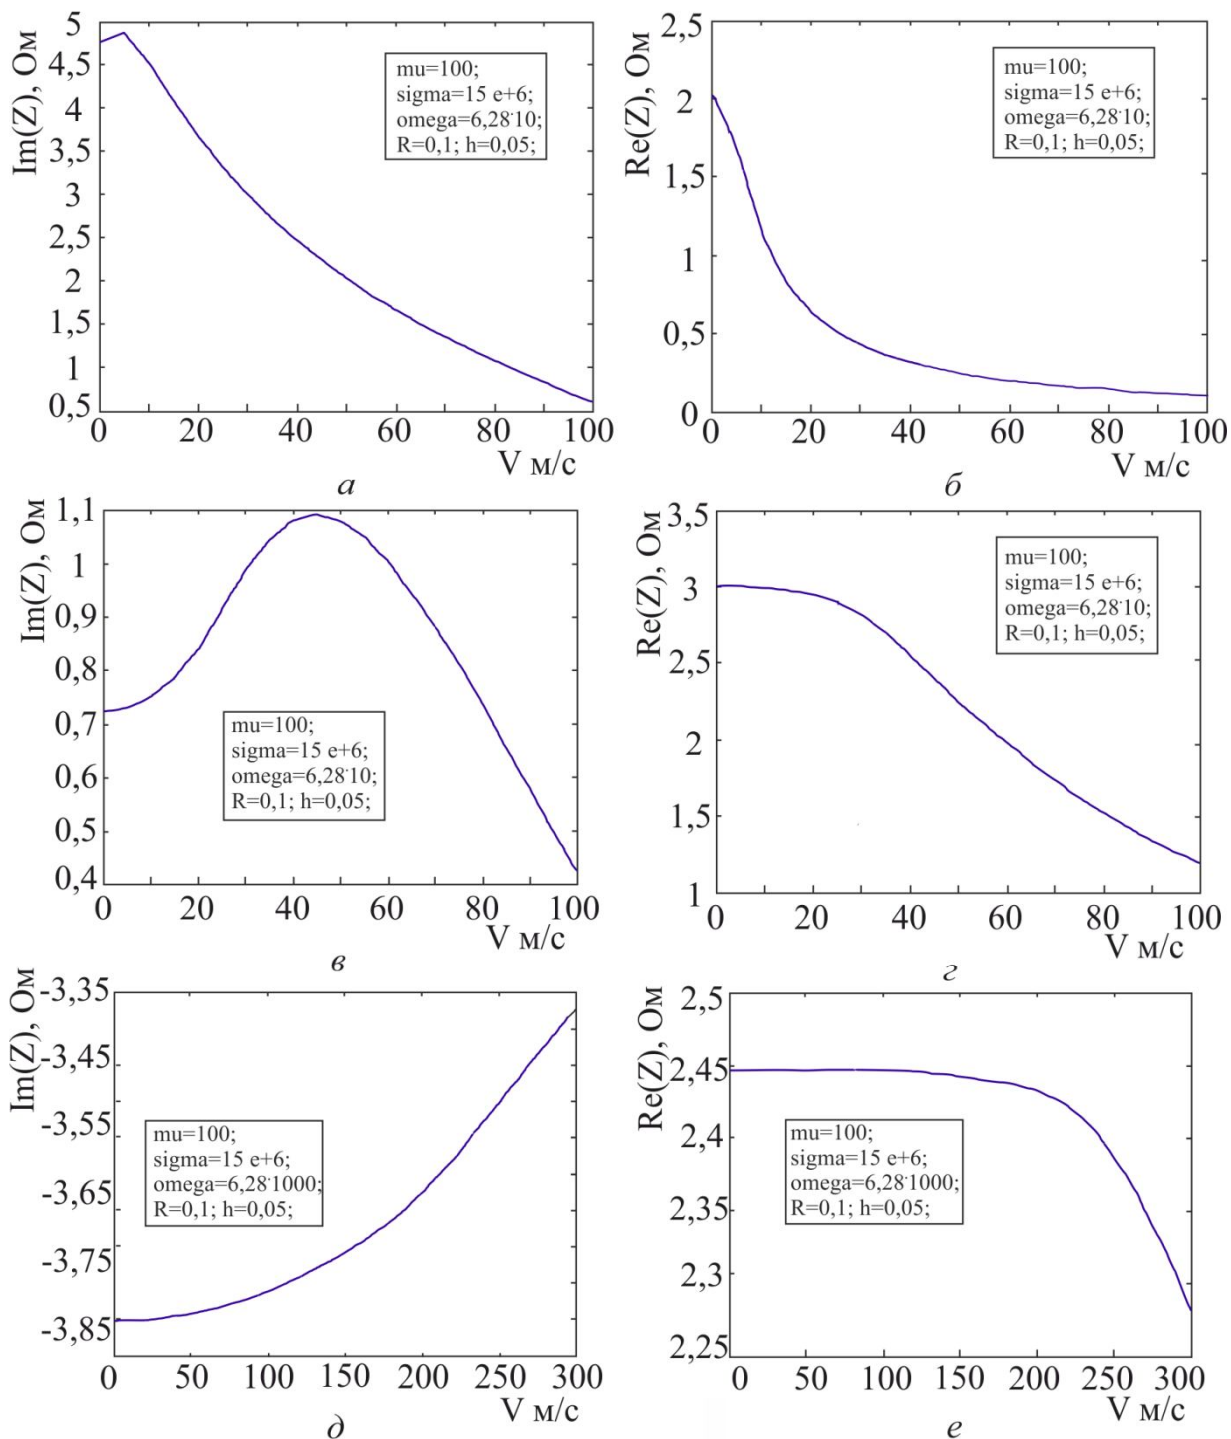 Im(Z), Ом
5
4,5
4
3,5
3
2,5
2
1,5
1
0,5
mu=100;
sigma=15 e+6;
omega=6,28·10;
R=0,1; h=0,05;
0 20 40 60 80 100
V м/с
а
Re(Z), Ом
2,5
2
1,5
1
0,5
0
mu=100;
sigma=15 e+6;
omega=6,28·10;
R=0,1; h=0,05;
0 20 40 60 80 100
V м/с
б
Im(Z), Ом
1,1
1
0,9
0,8
0,7
0,6
0,5
0,4
mu=100;
sigma=15 e+6;
omega=6,28·10;
R=0,1; h=0,05;
0 20 40 60 80 100
V м/с
в
Re(Z), Ом
3,5
3
2,5
2
1,5
1
mu=100;
sigma=15 e+6;
omega=6,28·10;
R=0,1; h=0,05;
0 20 40 60 80 100
V м/с
г
Im(Z), Ом
-3,35
-3,45
-3,55
-3,65
-3,75
-3,85
mu=100;
sigma=15 e+6;
omega=6,28·1000;
R=0,1; h=0,05;
0 50 100 150 200 250 300
V м/с
д
Re(Z), Ом
2,5
2,45
2,4
2,35
2,3
2,25
mu=100;
sigma=15 e+6;
omega=6,28·1000;
R=0,1; h=0,05;
0 50 100 150 200 250 300
V м/с
е